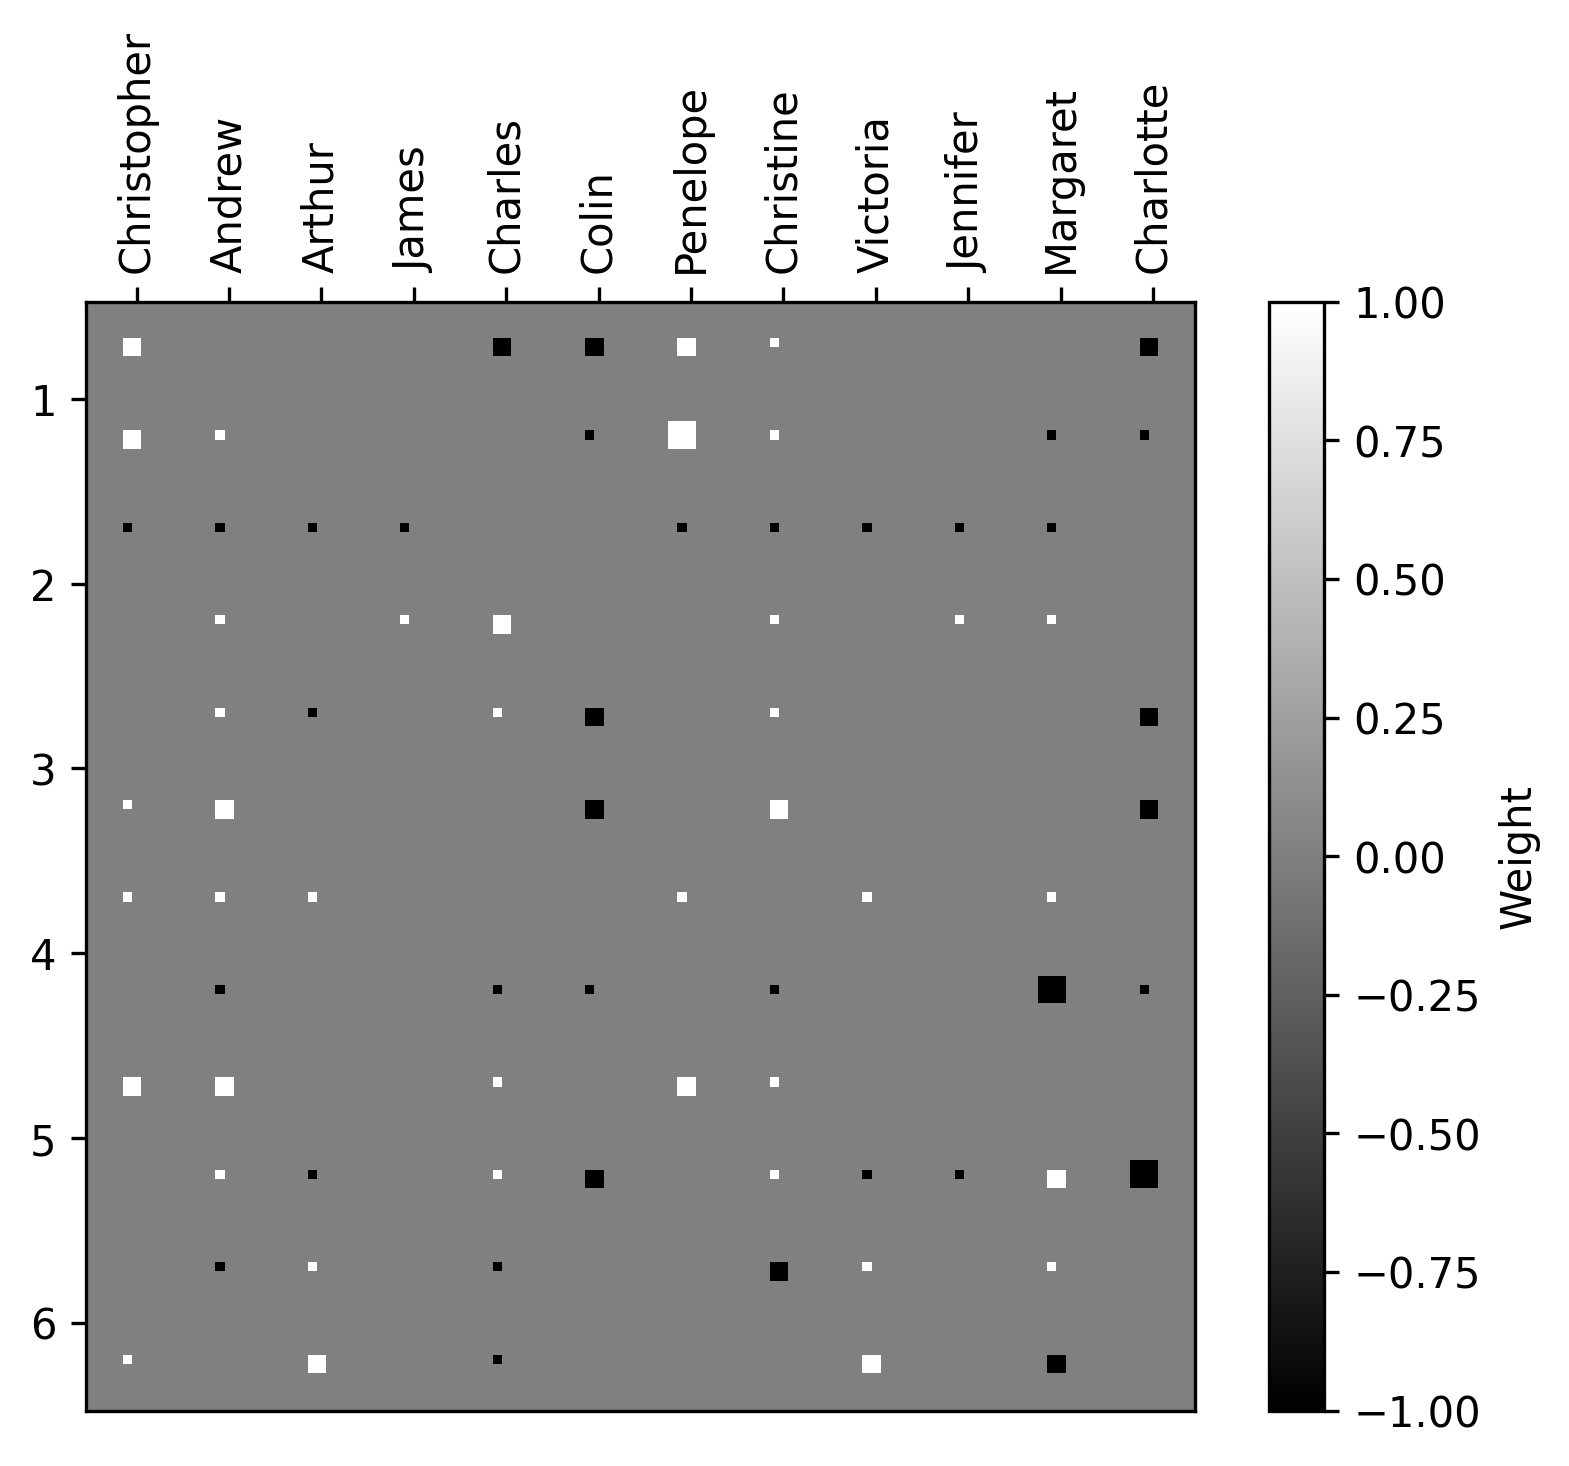 Christopher
Andrew
Arthur
James
Charles
Colin
Penelope
Christine
Victoria
Jennifer
Margaret
Charlotte
1
2
3
4
5
6
1.00
0.75
0.50
0.25
0.00
−0.25
−0.50
−0.75
−1.00
Weight